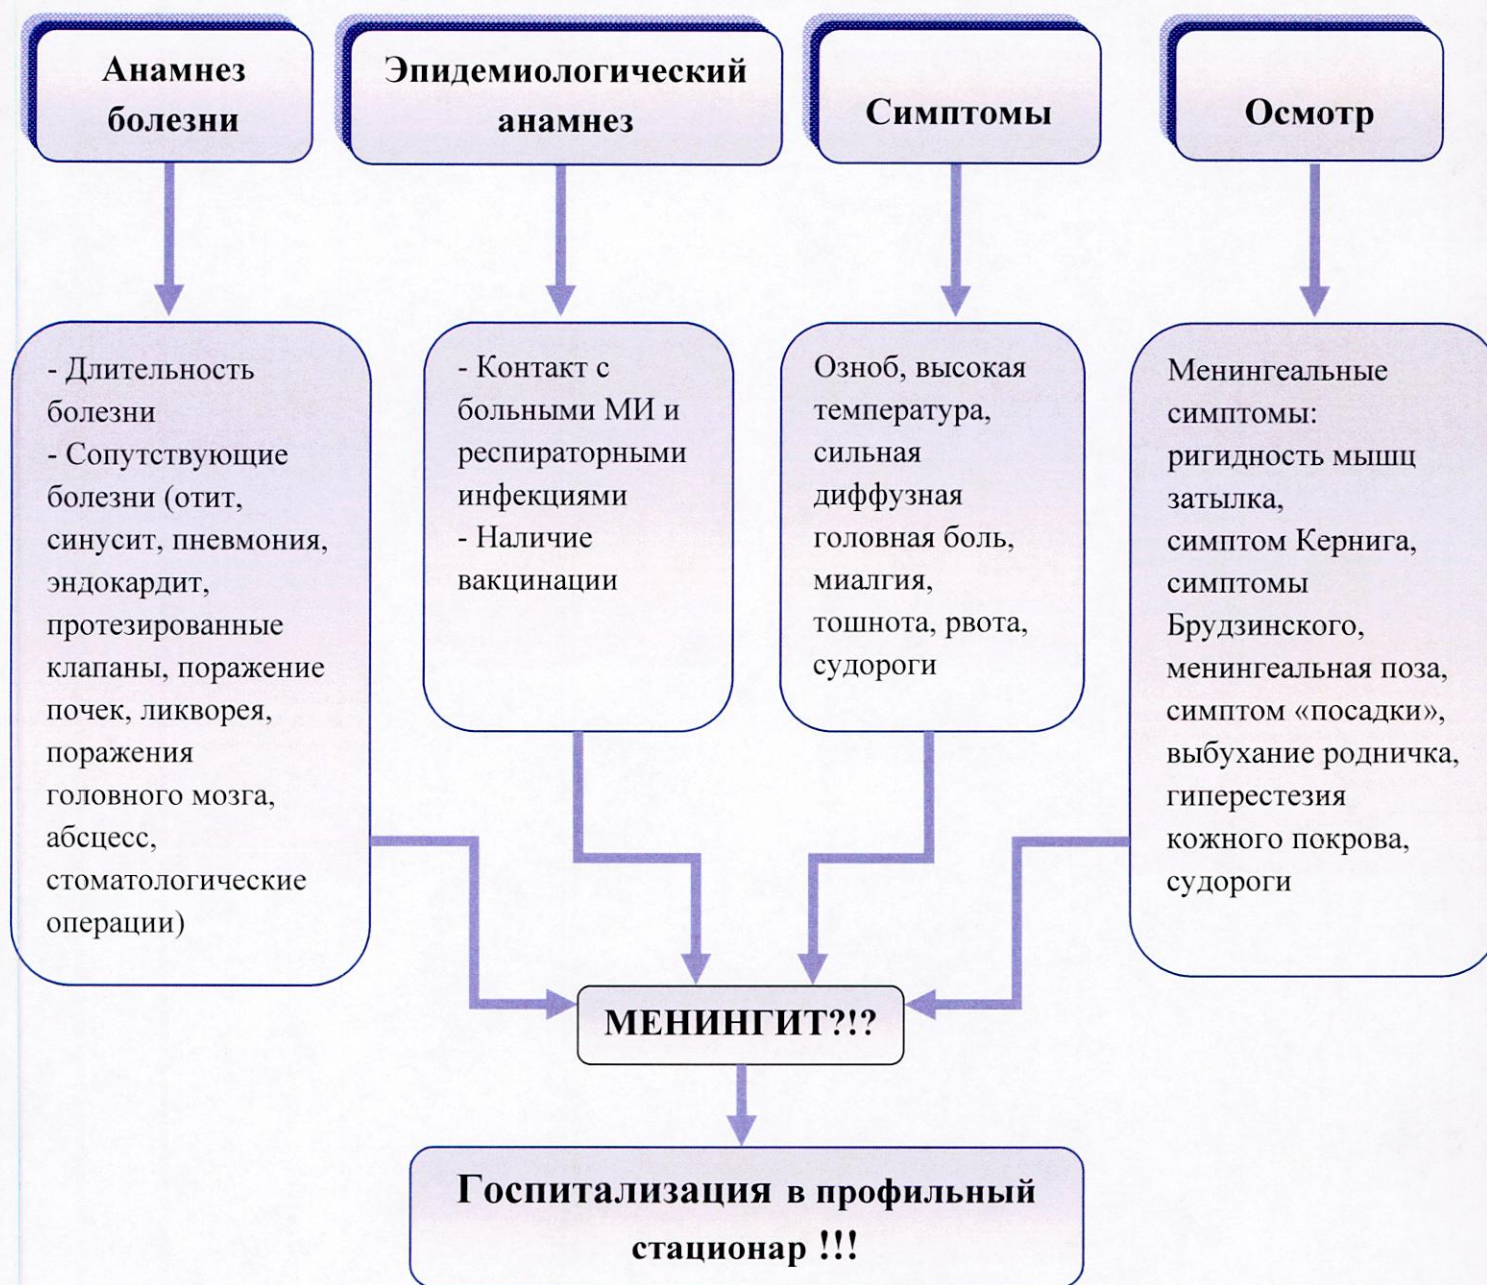 Анамнез
болезни
Эпидемиологический
анамнез
Симптомы
Осмотр
- Длительность
болезни
- Сопутствующие
болезни (отит,
синусит, пневмония,
эндокардит,
протезированные
клапаны, поражение
почек, ликворея,
поражения
головного мозга,
абсцесс,
стоматологические
операции)
- Контакт с
больными МИ и
респираторными
инфекциями
- Наличие
вакцинации
Озноб, высокая
температура,
сильная
диффузная
головная боль,
миалгия,
тошнота, рвота,
судороги
Менингеальные
симптомы:
ригидность мышц
затылка,
симптом Кернига,
симптомы
Брудзинского,
менингеальная поза,
симптом «посадки»,
выбухание родничка,
гиперестезия
кожного покрова,
судороги
МЕНИНГИТ?!?
Госпитализация в профильный
стационар !!!